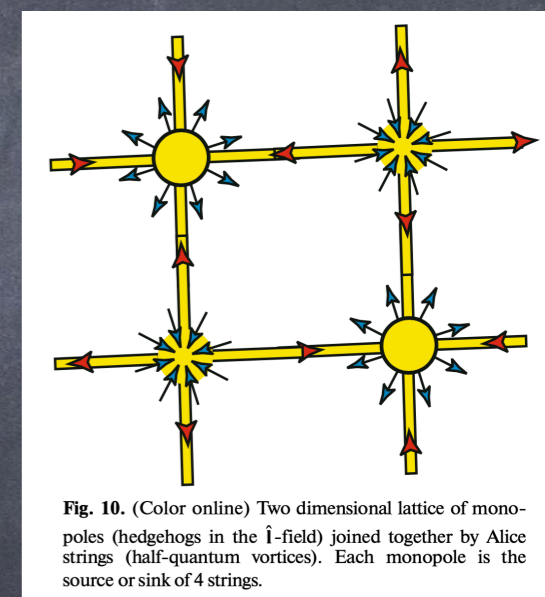 Fig. 10. (Color online) Two dimensional lattice of mono-
poles (hedgehogs in the l̂-field) joined together by Alice
strings (half-quantum vortices). Each monopole is the
source or sink of 4 strings.